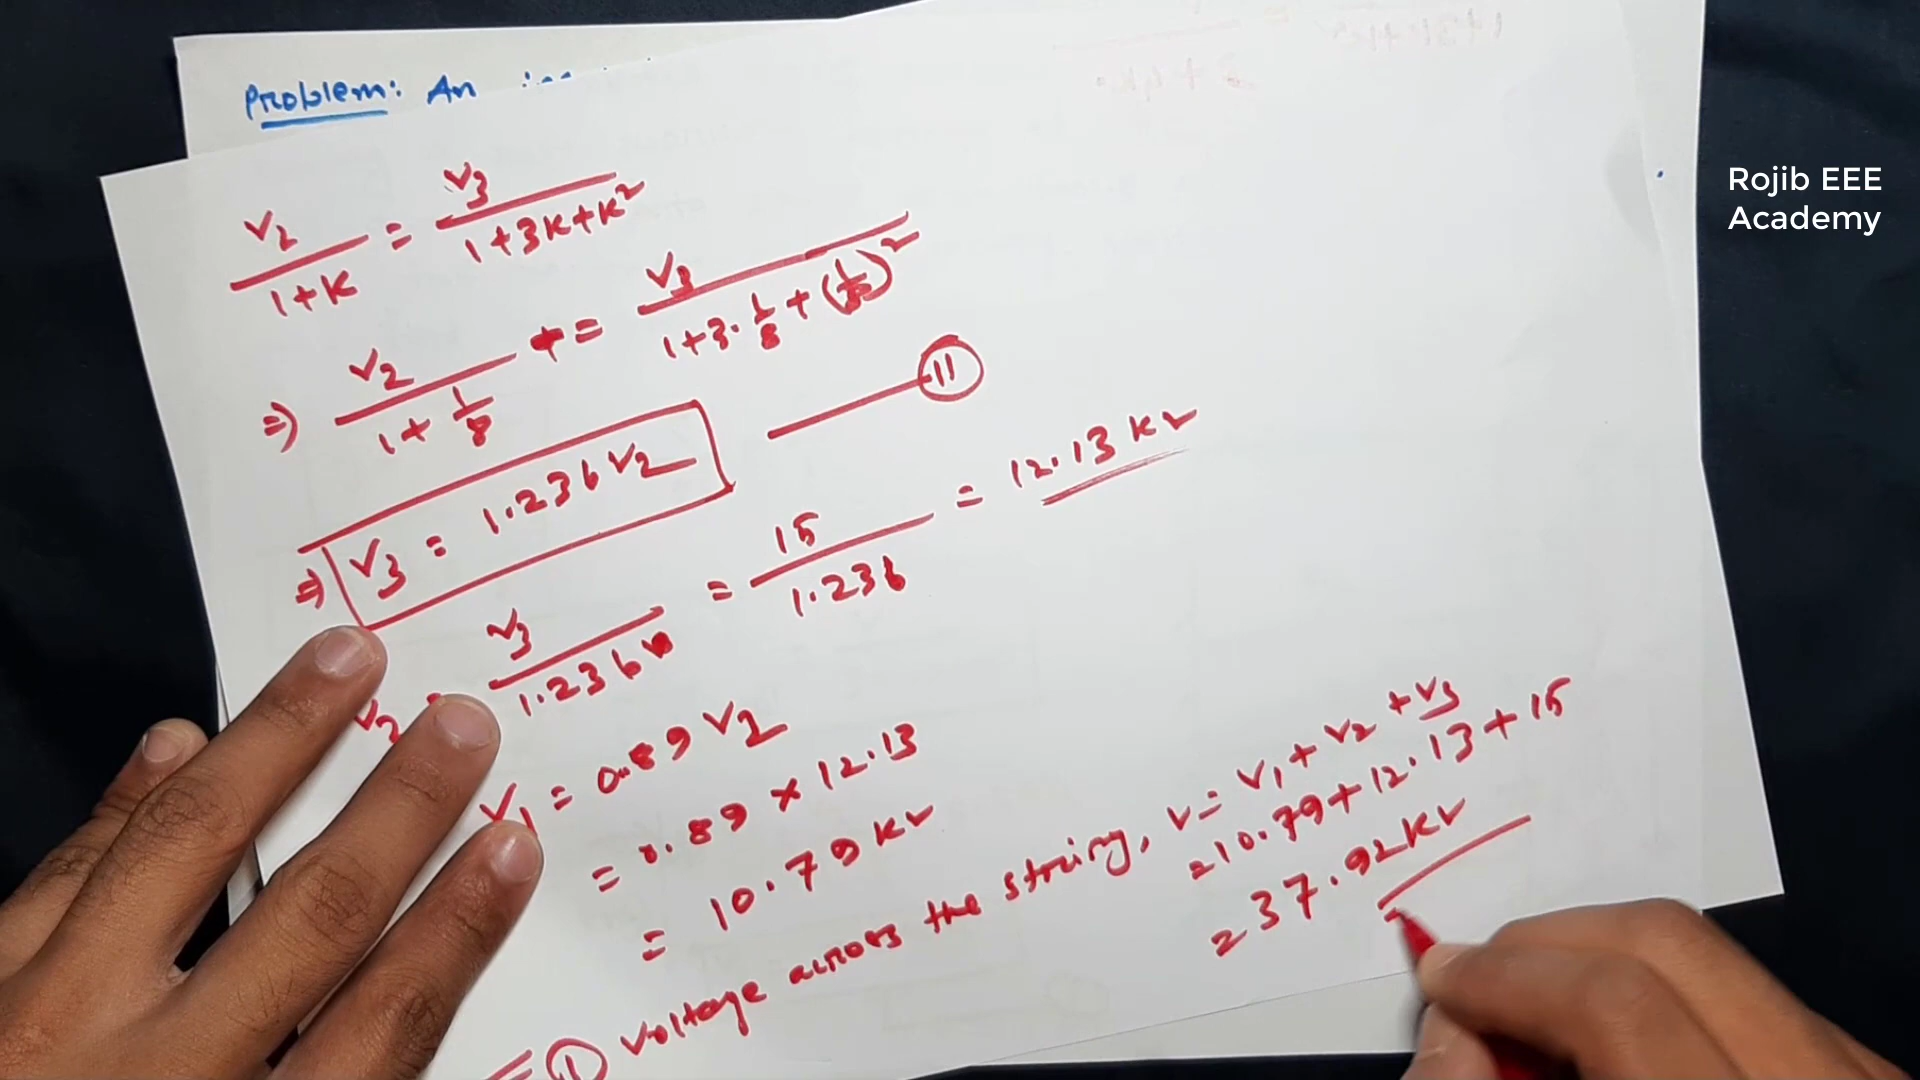 Problem: An
Rojib EEE
Academy
V2/1+K = V3/1+3K+K²
⇒) V2/1+1/8 = V3/1+3·1/8+(1/8)²
⇒) V3 = 1.236 V2 —— (11)
V2 = V3/1.236 = 15/1.236 = 12.13 KV
V1 = 0.89 V2
= 0.89 × 12.13
= 10.79 KV
(1) Voltage across the string, V = V1 + V2 + V3
= 10.79 + 12.13 + 15
= 37.92 KV